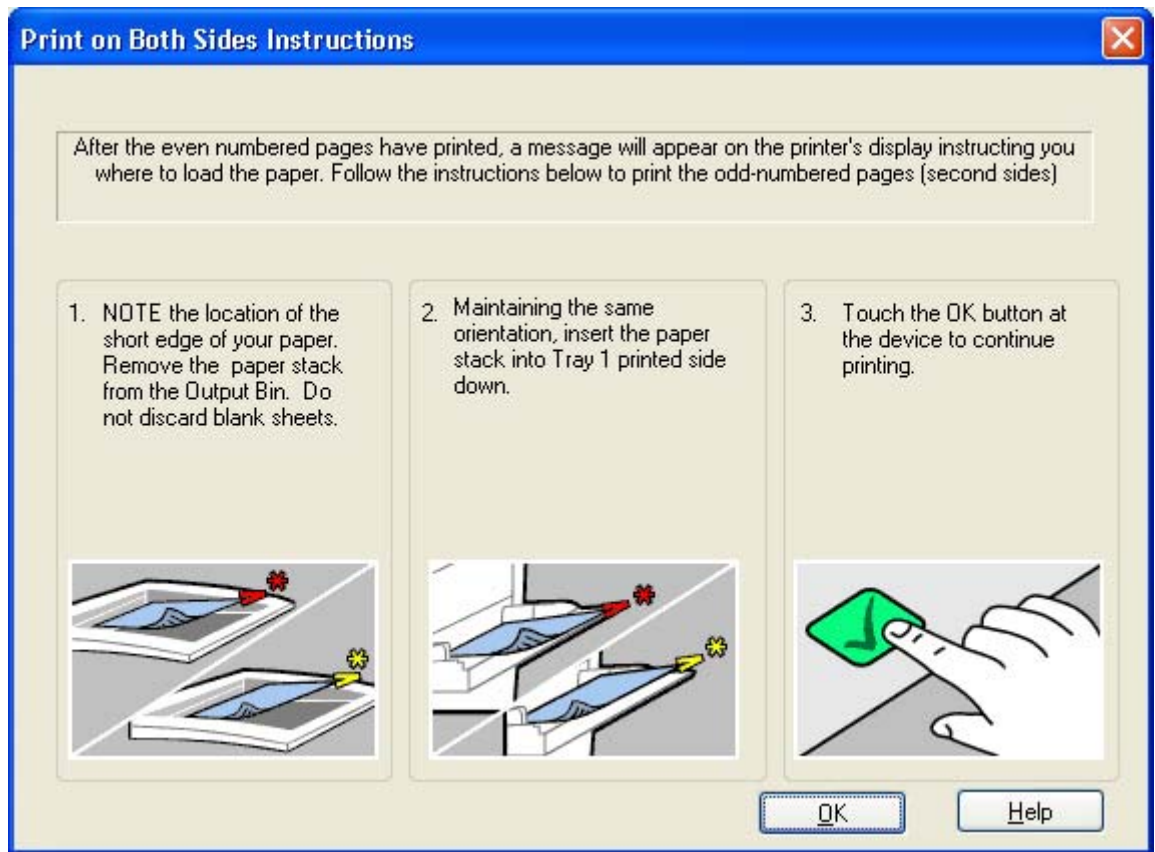 Print on Both Sides Instructions
After the even numbered pages have printed, a message will appear on the printer's display instructing you
where to load the paper. Follow the instructions below to print the odd-numbered pages (second sides)
1. NOTE the location of the
short edge of your paper.
Remove the paper stack
from the Output Bin. Do
not discard blank sheets.
2. Maintaining the same
orientation, insert the paper
stack into Tray 1 printed side
down.
3. Touch the OK button at
the device to continue
printing.
OK
Help